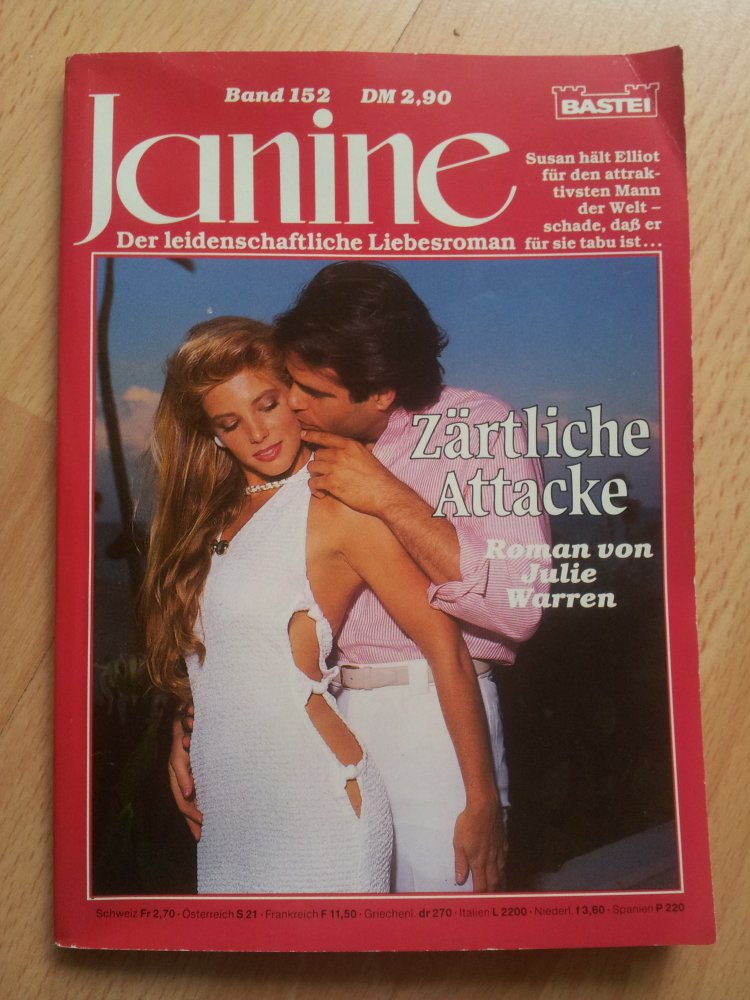 Band 152 DM 2,90
BASTEI
Janine
Der leidenschaftliche Liebesroman
Susan hält Elliot
für den attrak-
tivsten Mann
der Welt –
schade, daß er
für sie tabu ist...
Zärtliche
Attacke
Roman von
Julie
Warren
Schweiz Fr 2,70 · Österreich S 21 · Frankreich F 11,50 · Griechenl. dr 270 · Italien L 2200 · Niederl. f 3,60 · Spanien P 220